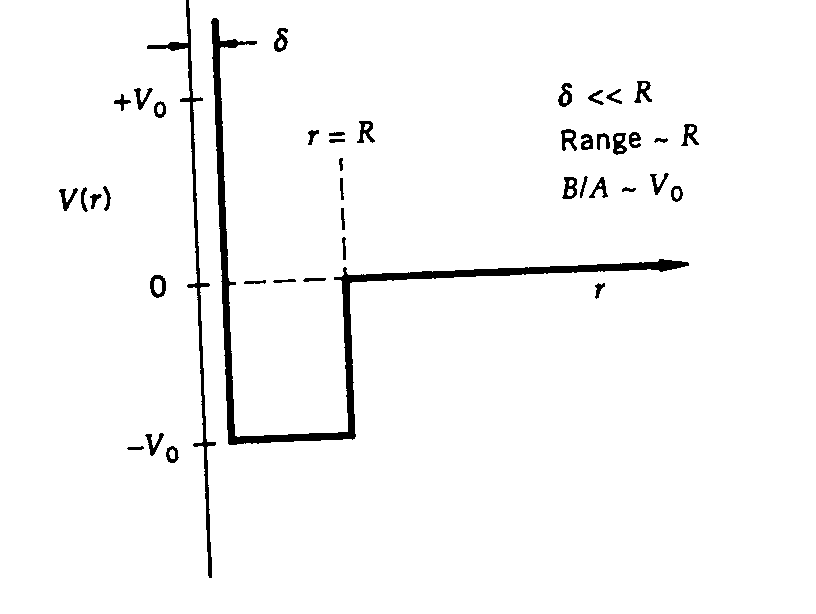 δ
+V₀
r = R
δ << R
Range ~ R
B/A ~ V₀
V(r)
0
r
−V₀